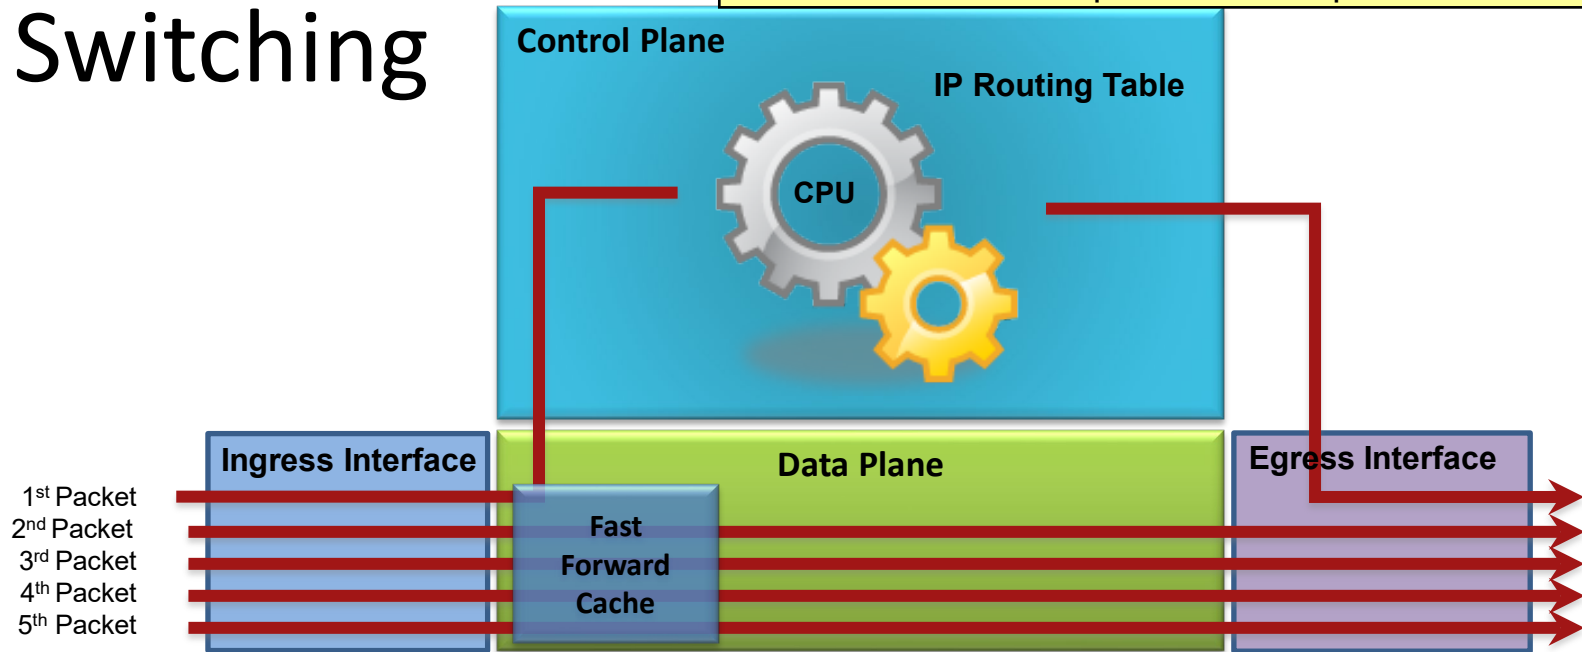 Switching
Control Plane
IP Routing Table
CPU
Ingress Interface
Data Plane
Egress Interface
1st Packet
2nd Packet
3rd Packet
4th Packet
5th Packet
Fast
Forward
Cache